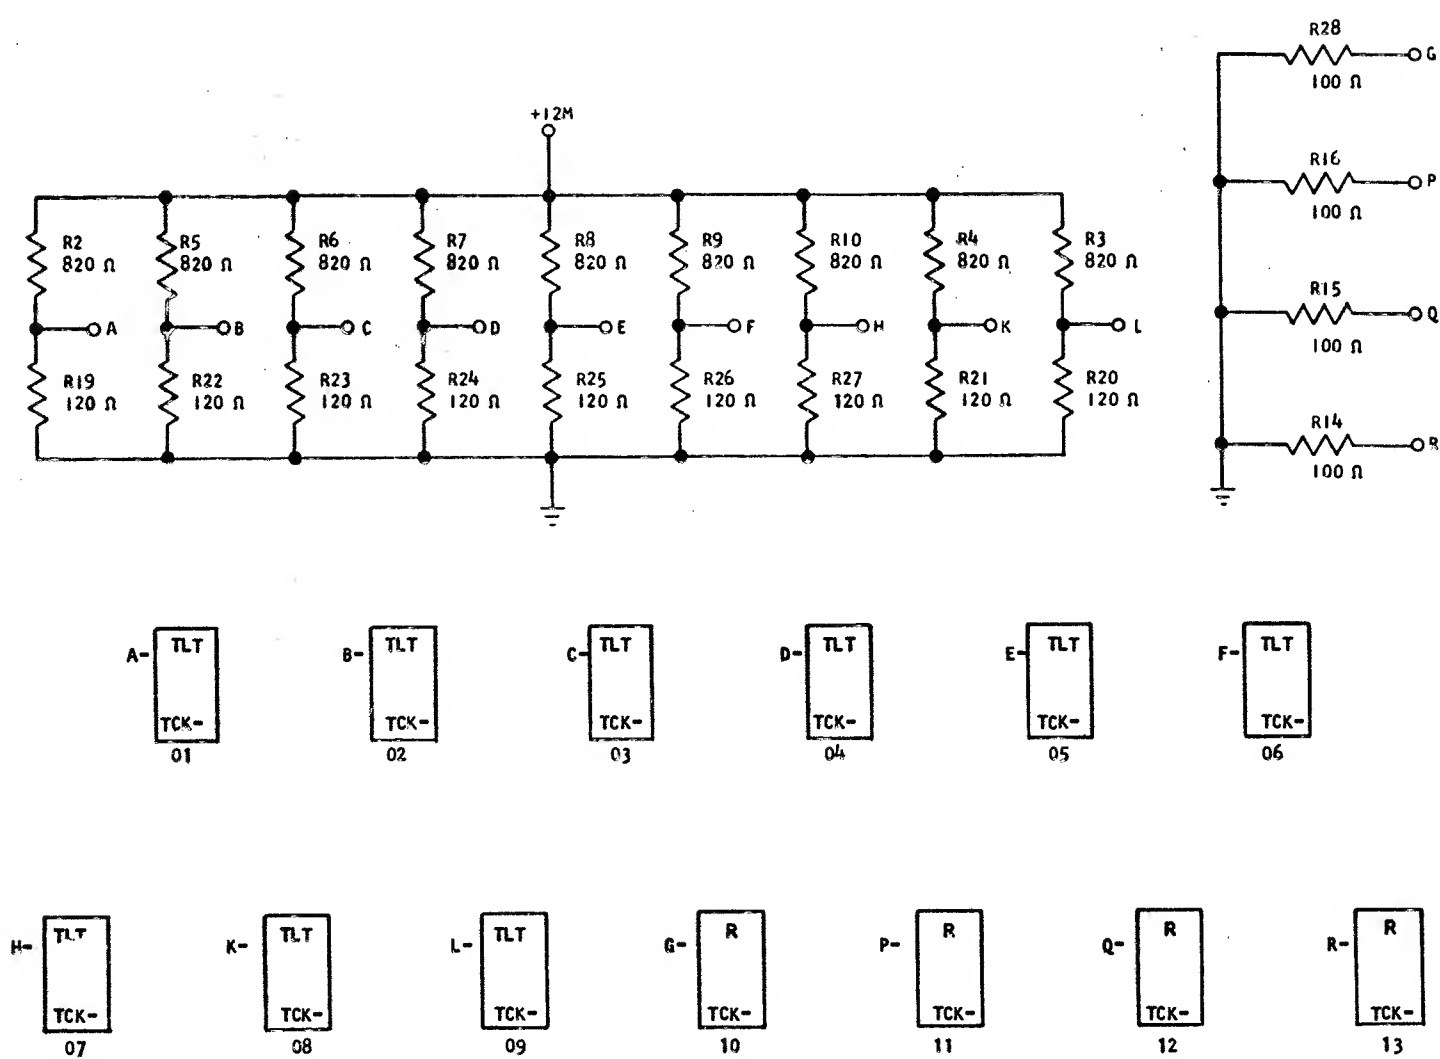 R28
G
100 Ω
+12M
R16
P
100 Ω
R2
820 Ω
R5
820 Ω
R6
820 Ω
R7
820 Ω
R8
820 Ω
R9
820 Ω
R10
820 Ω
R4
820 Ω
R3
820 Ω
R15
Q
100 Ω
A
B
C
D
E
F
H
K
L
R19
120 Ω
R22
120 Ω
R23
120 Ω
R24
120 Ω
R25
120 Ω
R26
120 Ω
R27
120 Ω
R21
120 Ω
R20
120 Ω
R14
R
100 Ω
A- TLT
TCK-
01
B- TLT
TCK-
02
C- TLT
TCK-
03
D- TLT
TCK-
04
E- TLT
TCK-
05
F- TLT
TCK-
06
H- TLT
TCK-
07
K- TLT
TCK-
08
L- TLT
TCK-
09
G- R
TCK-
10
P- R
TCK-
11
Q- R
TCK-
12
R- R
TCK-
13